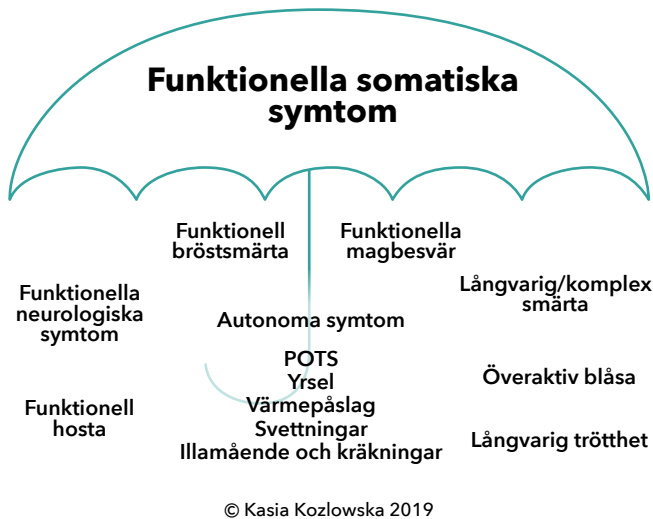 Funktionella somatiska
symtom
Funktionell
bröstsmärta
Funktionella
magbesvär
Funktionella
neurologiska
symtom
Långvarig/komplex
smärta
Autonoma symtom
POTS
Yrsel
Värmepåslag
Svettningar
Illamående och kräkningar
Överaktiv blåsa
Funktionell
hosta
Långvarig trötthet
© Kasia Kozlowska 2019